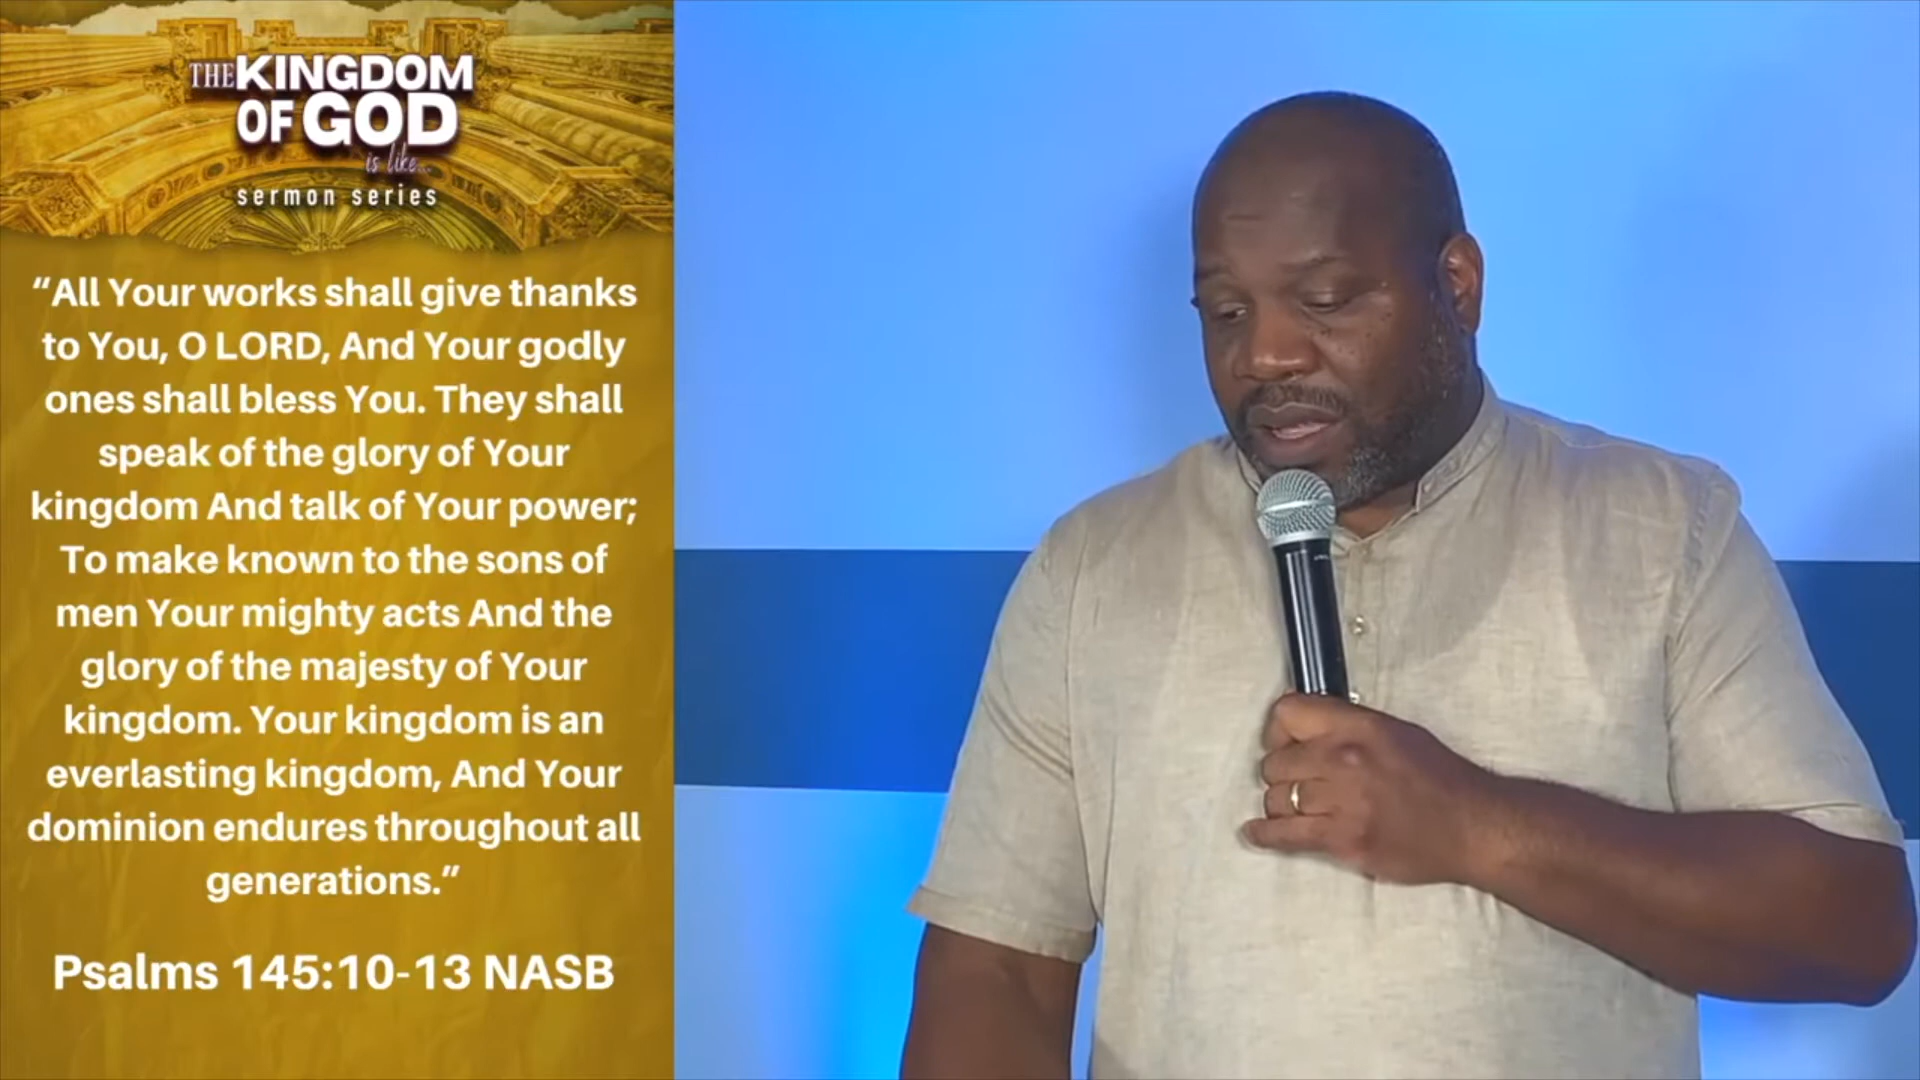 THE KINGDOM
OF GOD
is like...
sermon series
“All Your works shall give thanks
to You, O LORD, And Your godly
ones shall bless You. They shall
speak of the glory of Your
kingdom And talk of Your power;
To make known to the sons of
men Your mighty acts And the
glory of the majesty of Your
kingdom. Your kingdom is an
everlasting kingdom, And Your
dominion endures throughout all
generations.”
Psalms 145:10-13 NASB